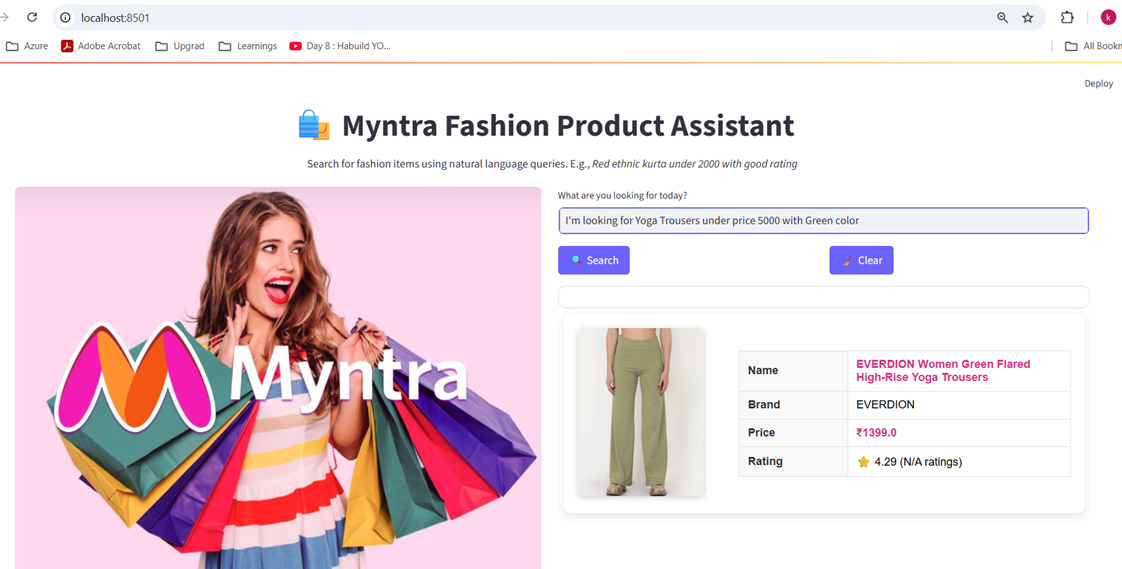 localhost:8501
k
Azure
Adobe Acrobat
Upgrad
Learnings
Day 8 : Habuild YO...
All Bookm
Deploy
Myntra Fashion Product Assistant
Search for fashion items using natural language queries. E.g., Red ethnic kurta under 2000 with good rating
Myntra
What are you looking for today?
I'm looking for Yoga Trousers under price 5000 with Green color
Search
Clear
Name
EVERDION Women Green Flared
High-Rise Yoga Trousers
Brand
EVERDION
Price
₹1399.0
Rating
4.29 (N/A ratings)